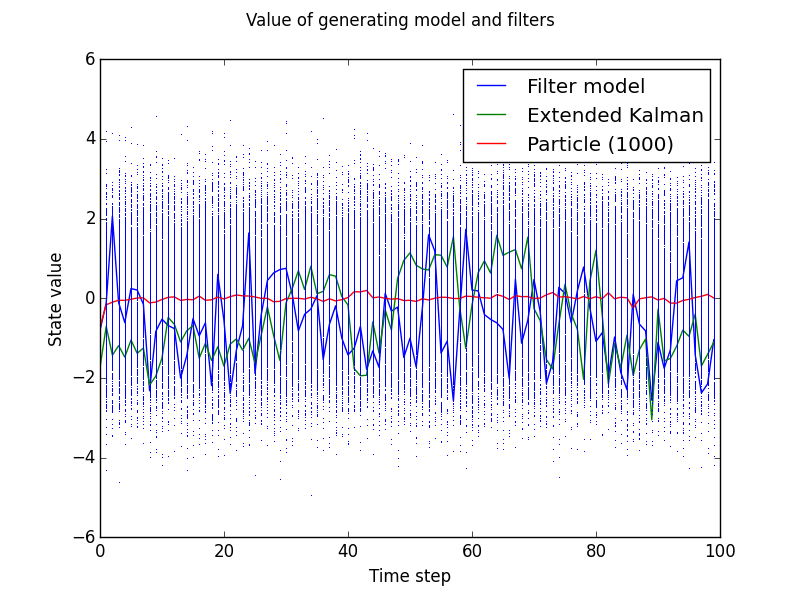 Value of generating model and filters
6
4
2
0
−2
−4
−6
0
20
40
60
80
100
State value
Time step
Filter model
Extended Kalman
Particle (1000)